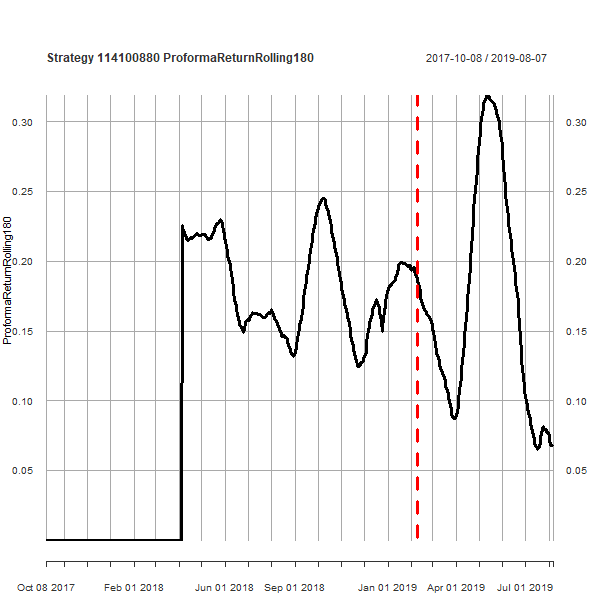 Strategy 114100880 ProformaReturnRolling180
2017-10-08 / 2019-08-07
ProformaReturnRolling180
0.30
0.25
0.20
0.15
0.10
0.05
0.30
0.25
0.20
0.15
0.10
0.05
Oct 08 2017
Feb 01 2018
Jun 01 2018
Sep 01 2018
Jan 01 2019
Apr 01 2019
Jul 01 2019